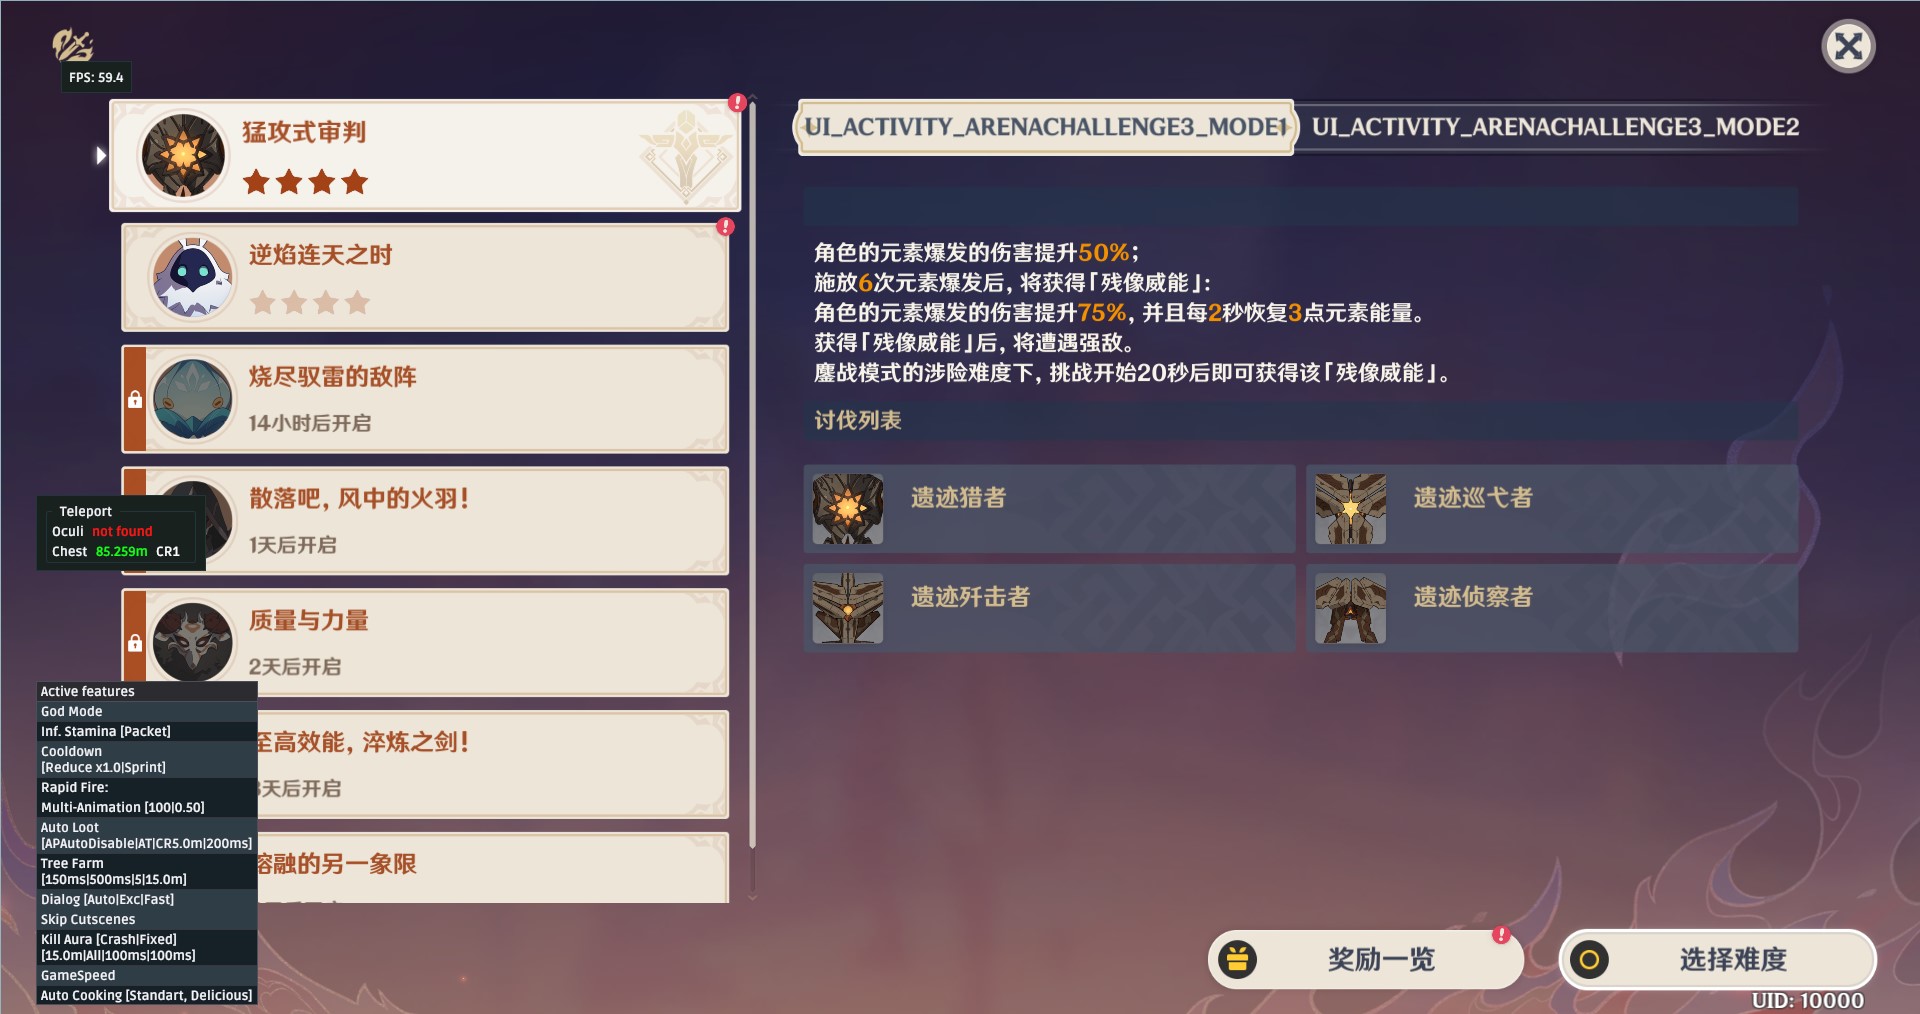 FPS: 59.4
猛攻式审判
逆焰连天之时
烧尽驭雷的敌阵
14小时后开启
散落吧，风中的火羽！
1天后开启
质量与力量
2天后开启
至高效能，淬炼之剑！
3天后开启
熔融的另一象限
Teleport
Oculi not found
Chest 85.259m CR1
Active features
God Mode
Inf. Stamina [Packet]
Cooldown
[Reduce x1.0|Sprint]
Rapid Fire:
Multi-Animation [100|0.50]
Auto Loot
[APAutoDisable|AT|CR5.0m|200ms]
Tree Farm
[150ms|500ms|5|15.0m]
Dialog [Auto|Exc|Fast]
Skip Cutscenes
Kill Aura [Crash|Fixed]
[15.0m|All|100ms|100ms]
GameSpeed
Auto Cooking [Standart, Delicious]
UI_ACTIVITY_ARENACHALLENGE3_MODE1 UI_ACTIVITY_ARENACHALLENGE3_MODE2
角色的元素爆发的伤害提升50%；
施放6次元素爆发后，将获得「残像威能」：
角色的元素爆发的伤害提升75%，并且每2秒恢复3点元素能量。
获得「残像威能」后，将遭遇强敌。
鏖战模式的涉险难度下，挑战开始20秒后即可获得该「残像威能」。
讨伐列表
遗迹猎者 遗迹巡弋者
遗迹歼击者 遗迹侦察者
奖励一览 选择难度
UID: 10000